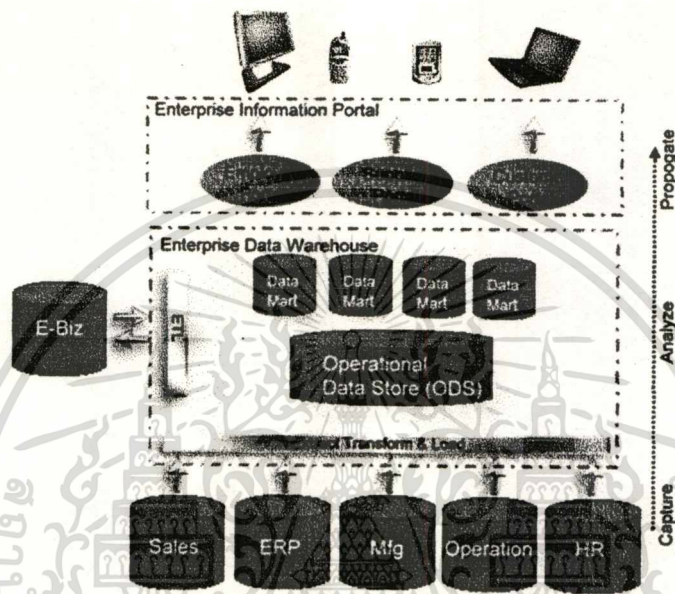 Enterprise Information Portal
Enterprise Data Warehouse
Data Mart
Data Mart
Data Mart
Data Mart
ETL
E-Biz
Operational
Data Store (ODS)
Transform & Load
Sales
ERP
Mfg
Operation
HR
Propogate
Analyze
Capture